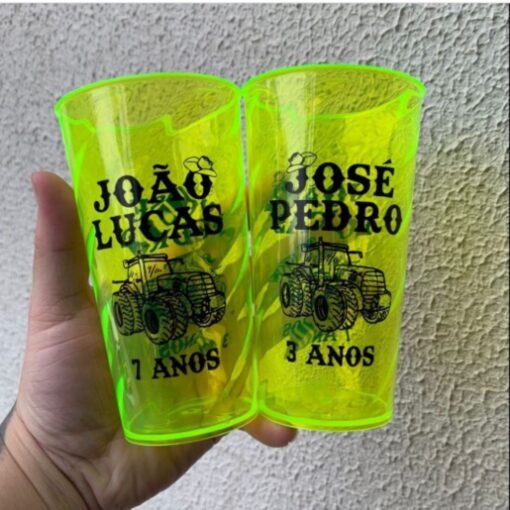 JOÃO
LUCAS
7 ANOS
JOSÉ
PEDRO
3 ANOS